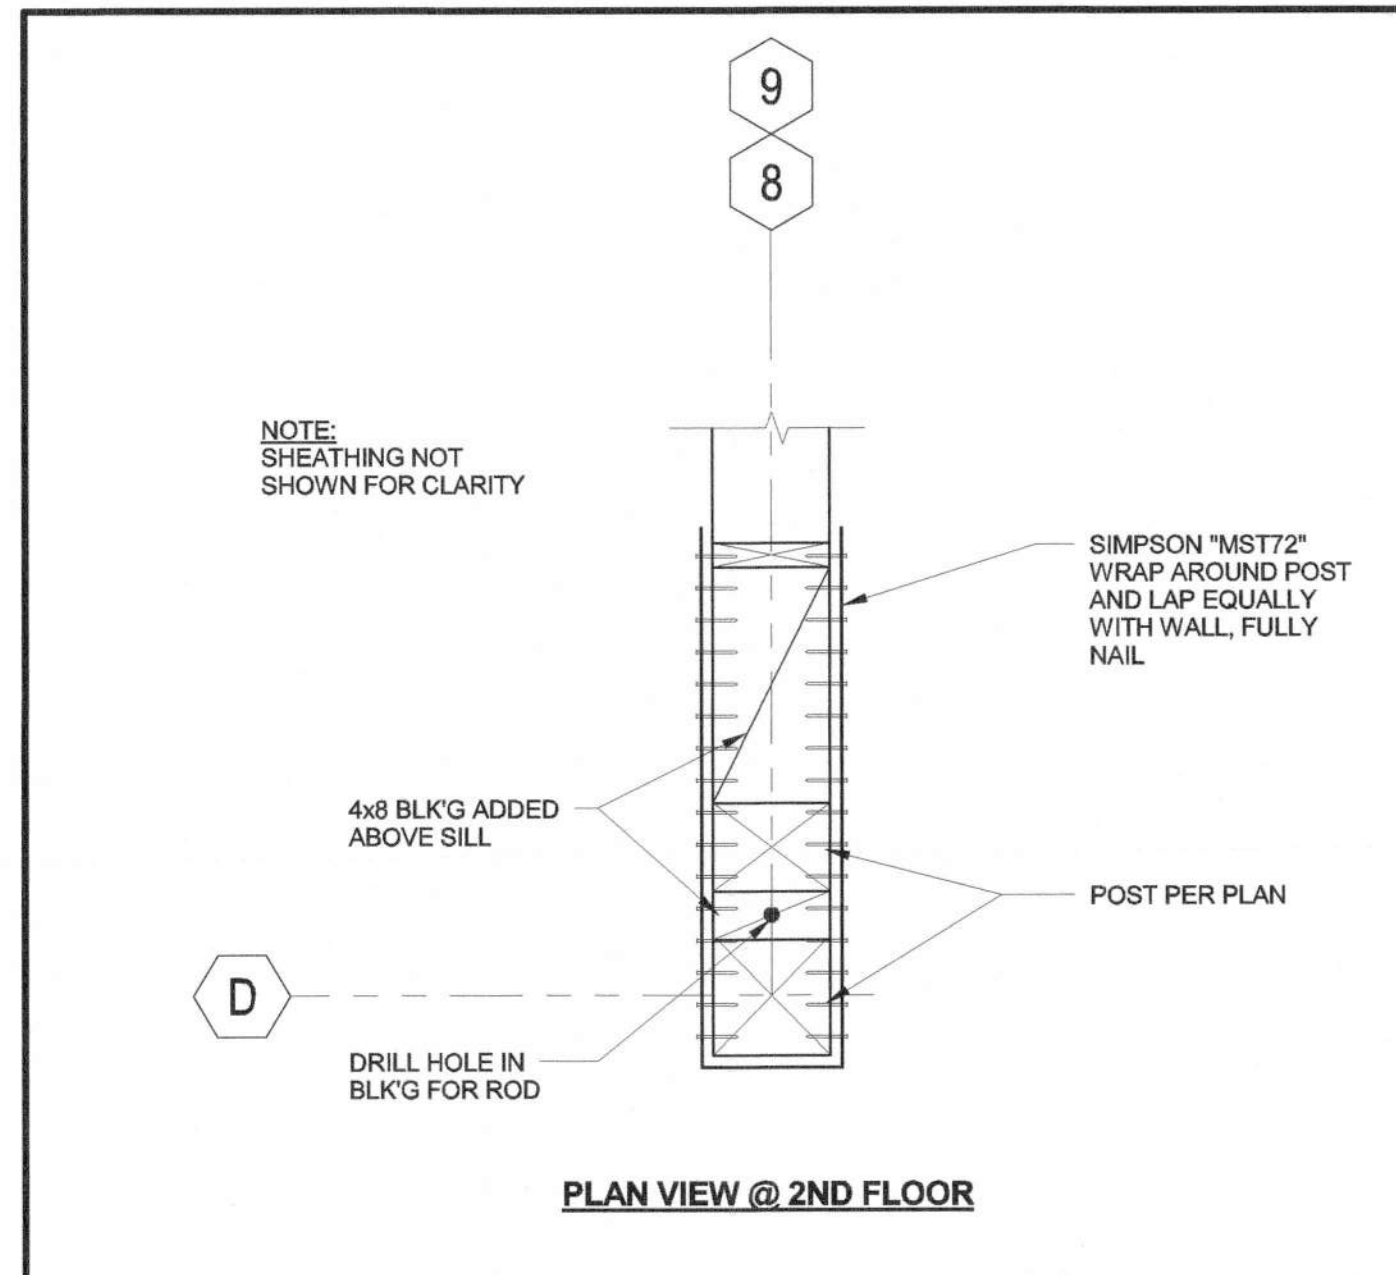 9
8
NOTE:
SHEATHING NOT
SHOWN FOR CLARITY
SIMPSON "MST72"
WRAP AROUND POST
AND LAP EQUALLY
WITH WALL, FULLY
NAIL
4x8 BLK'G ADDED
ABOVE SILL
POST PER PLAN
D
DRILL HOLE IN
BLK'G FOR ROD
PLAN VIEW @ 2ND FLOOR